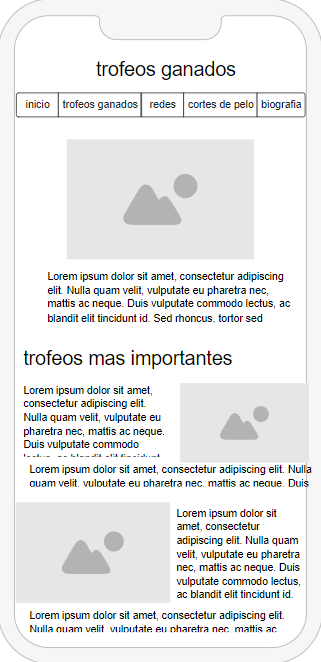 trofeos ganados
inicio trofeos ganados redes cortes de pelo biografia
Lorem ipsum dolor sit amet, consectetur adipiscing
elit. Nulla quam velit, vulputate eu pharetra nec,
mattis ac neque. Duis vulputate commodo lectus, ac
blandit elit tincidunt id. Sed rhoncus, tortor sed
trofeos mas importantes
Lorem ipsum dolor sit amet,
consectetur adipiscing elit.
Nulla quam velit, vulputate eu
pharetra nec, mattis ac neque.
Duis vulputate commodo
lectus, ac blandit elit tincidunt
Lorem ipsum dolor sit amet, consectetur adipiscing elit. Nulla
quam velit, vulputate eu pharetra nec, mattis ac neque. Duis
Lorem ipsum dolor sit
amet, consectetur
adipiscing elit. Nulla quam
velit, vulputate eu pharetra
nec, mattis ac neque. Duis
vulputate commodo lectus,
ac blandit elit tincidunt id.
Lorem ipsum dolor sit amet, consectetur adipiscing elit.
Nulla quam velit, vulputate eu pharetra nec, mattis ac